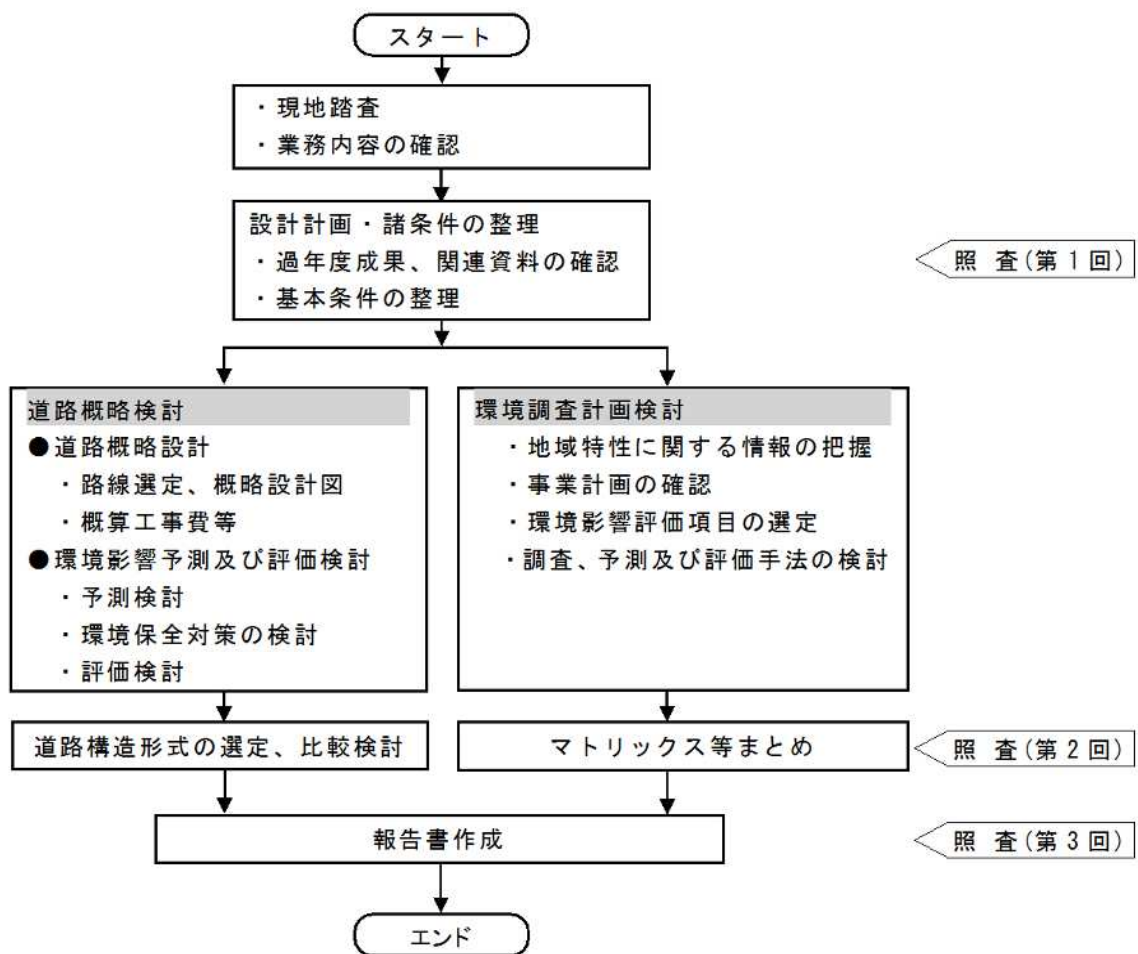 スタート
・現地踏査
・業務内容の確認
設計計画・諸条件の整理
・過年度成果、関連資料の確認
・基本条件の整理
照 査(第1回)
道路概略検討
●道路概略設計
・路線選定、概略設計図
・概算工事費等
●環境影響予測及び評価検討
・予測検討
・環境保全対策の検討
・評価検討
環境調査計画検討
・地域特性に関する情報の把握
・事業計画の確認
・環境影響評価項目の選定
・調査、予測及び評価手法の検討
道路構造形式の選定、比較検討
マトリックス等まとめ
照 査(第2回)
報告書作成
照 査(第3回)
エンド